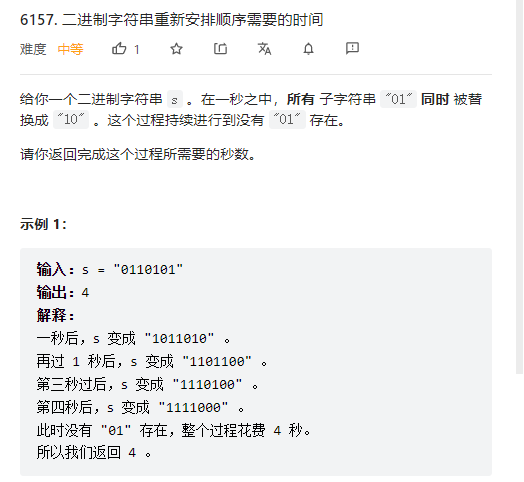 6157. 二进制字符串重新安排顺序需要的时间
难度 中等 1
给你一个二进制字符串 s 。在一秒之中，所有 子字符串 "01" 同时 被替
换成 "10" 。这个过程持续进行到没有 "01" 存在。
请你返回完成这个过程所需要的秒数。
示例 1：
输入：s = "0110101"
输出：4
解释：
一秒后，s 变成 "1011010" 。
再过 1 秒后，s 变成 "1101100" 。
第三秒过后，s 变成 "1110100" 。
第四秒后，s 变成 "1111000" 。
此时没有 "01" 存在，整个过程花费 4 秒。
所以我们返回 4 。